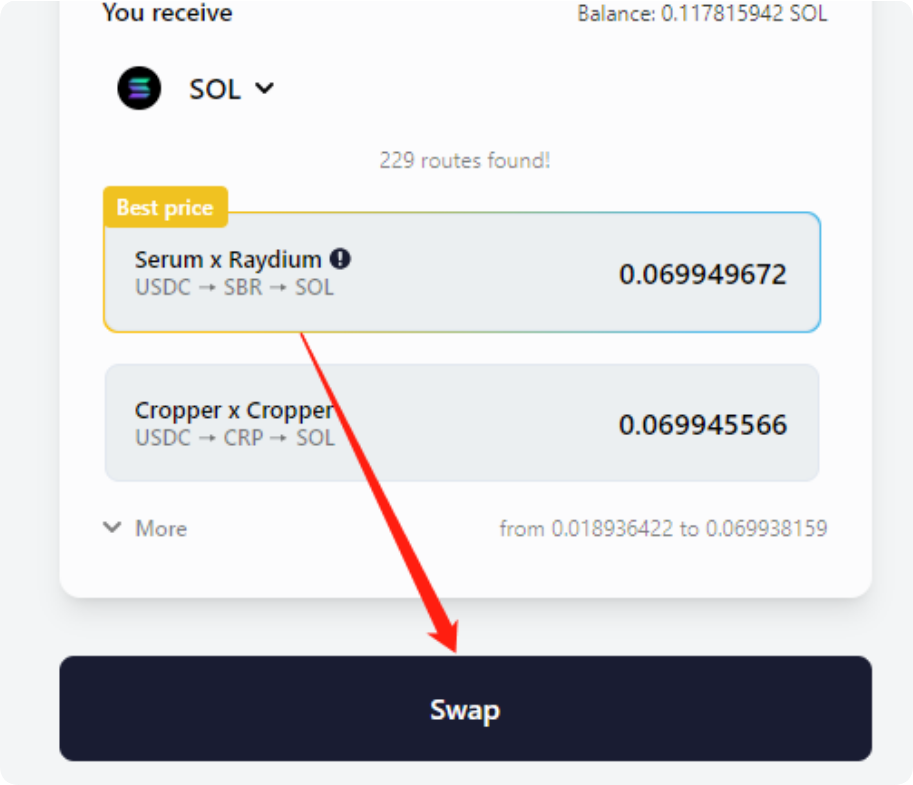 You receive Balance: 0.117815942 SOL
SOL
229 routes found!
Best price
Serum x Raydium 0.069949672
USDC → SBR → SOL
Cropper x Cropper 0.069945566
USDC → CRP → SOL
More from 0.018936422 to 0.069938159
Swap